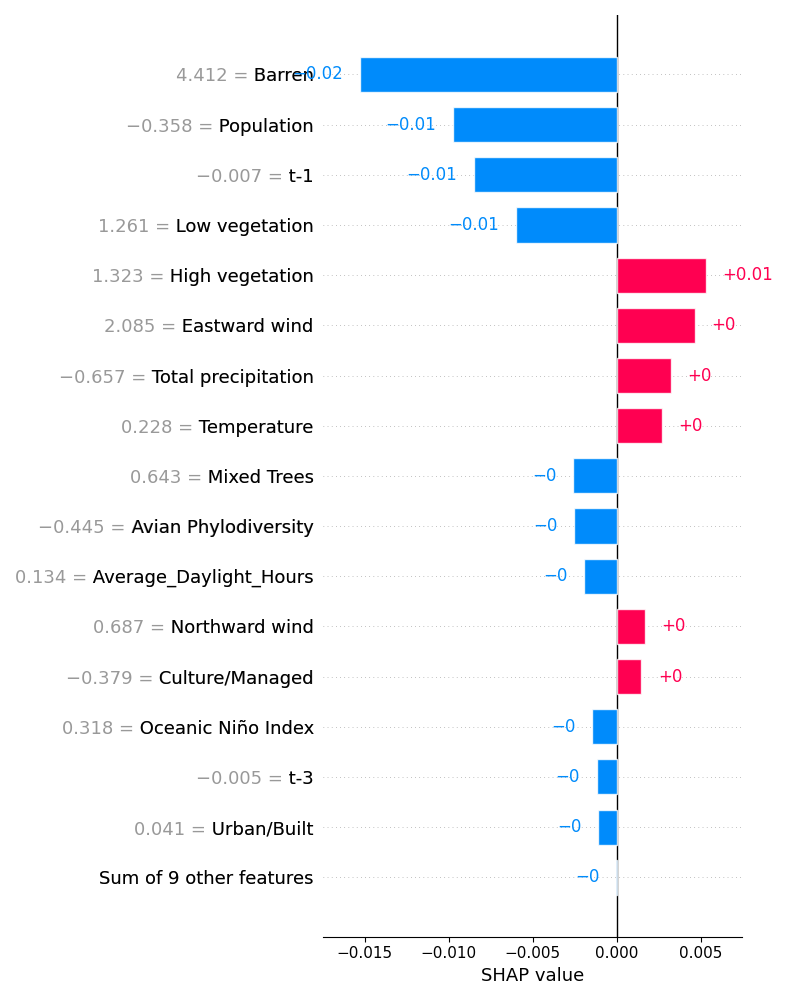 4.412 = Barren −0.02
−0.358 = Population −0.01
−0.007 = t-1 −0.01
1.261 = Low vegetation −0.01
1.323 = High vegetation +0.01
2.085 = Eastward wind +0
−0.657 = Total precipitation +0
0.228 = Temperature +0
0.643 = Mixed Trees −0
−0.445 = Avian Phylodiversity −0
0.134 = Average_Daylight_Hours −0
0.687 = Northward wind +0
−0.379 = Culture/Managed +0
0.318 = Oceanic Niño Index −0
−0.005 = t-3 −0
0.041 = Urban/Built −0
Sum of 9 other features −0
−0.015 −0.010 −0.005 0.000 0.005
SHAP value